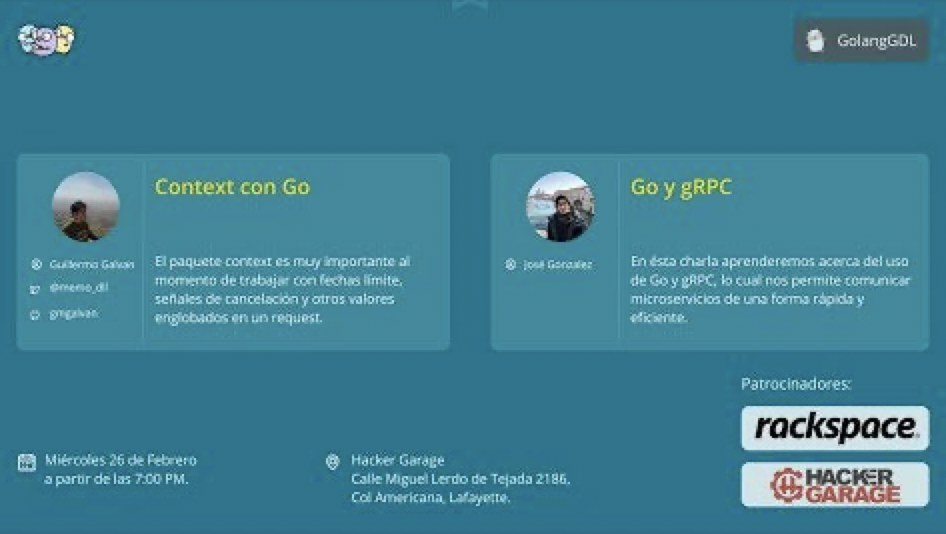 GolangGDL
Context con Go
Guillermo Galvan
@memo_dil
gmgalvan
El paquete context es muy importante al
momento de trabajar con fechas límite,
señales de cancelación y otros valores
englobados en un request.
Go y gRPC
José Gonzalez
En ésta charla aprenderemos acerca del uso
de Go y gRPC, lo cual nos permite comunicar
microservicios de una forma rápida y
eficiente.
Patrocinadores:
rackspace.
HACKER
GARAGE
Miércoles 26 de Febrero
a partir de las 7:00 PM.
Hacker Garage
Calle Miguel Lerdo de Tejada 2186,
Col Americana, Lafayette.